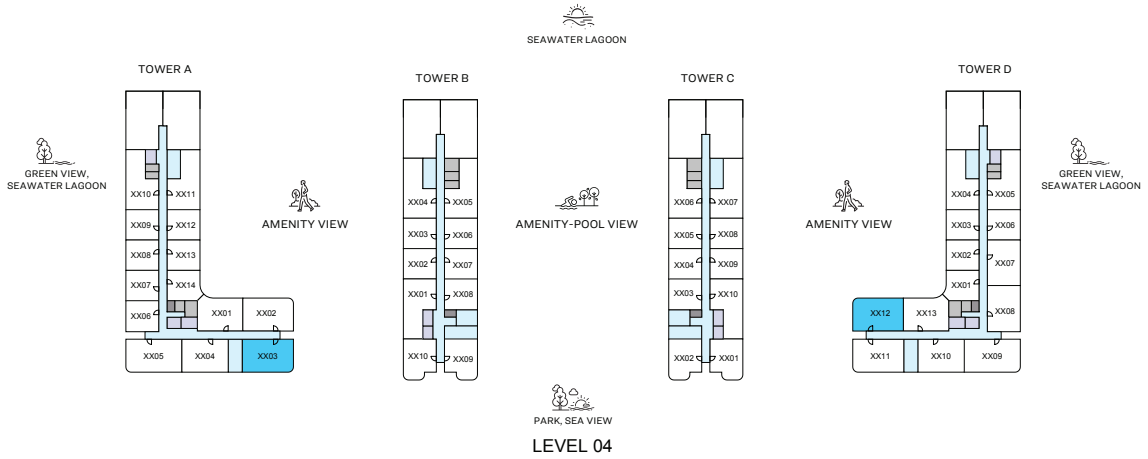 SEAWATER LAGOON
TOWER A
TOWER B
TOWER C
TOWER D
GREEN VIEW,
SEAWATER LAGOON
AMENITY VIEW
AMENITY-POOL VIEW
AMENITY VIEW
GREEN VIEW,
SEAWATER LAGOON
XX10 XX11
XX09 XX12
XX08 XX13
XX07 XX14
XX06 XX01 XX02
XX05 XX04 XX03
XX04 XX05
XX03 XX06
XX02 XX07
XX01 XX08
XX10 XX09
XX06 XX07
XX05 XX08
XX04 XX09
XX03 XX10
XX02 XX01
XX04 XX05
XX03 XX06
XX02 XX07
XX01
XX12 XX13 XX08
XX11 XX10 XX09
PARK, SEA VIEW
LEVEL 04